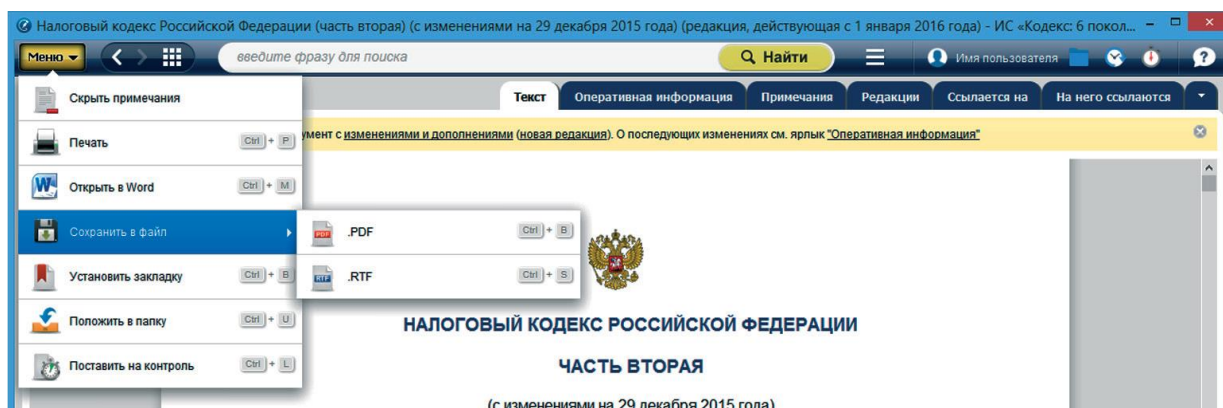 Налоговый кодекс Российской Федерации (часть вторая) (с изменениями на 29 декабря 2015 года) (редакция, действующая с 1 января 2016 года) - ИС «Кодекс: 6 покол...
Меню
введите фразу для поиска
Найти
Имя пользователя
?
Скрыть примечания
Текст Оперативная информация Примечания Редакции Ссылается на На него ссылаются
Печать Ctrl + P
умент с изменениями и дополнениями (новая редакция). О последующих изменениях см. ярлык "Оперативная информация"
Открыть в Word Ctrl + M
Сохранить в файл
PDF .PDF Ctrl + B
Установить закладку Ctrl + B
RTF .RTF Ctrl + S
Положить в папку Ctrl + U
НАЛОГОВЫЙ КОДЕКС РОССИЙСКОЙ ФЕДЕРАЦИИ
Поставить на контроль Ctrl + L
ЧАСТЬ ВТОРАЯ
(с изменениями на 29 декабря 2015 года)